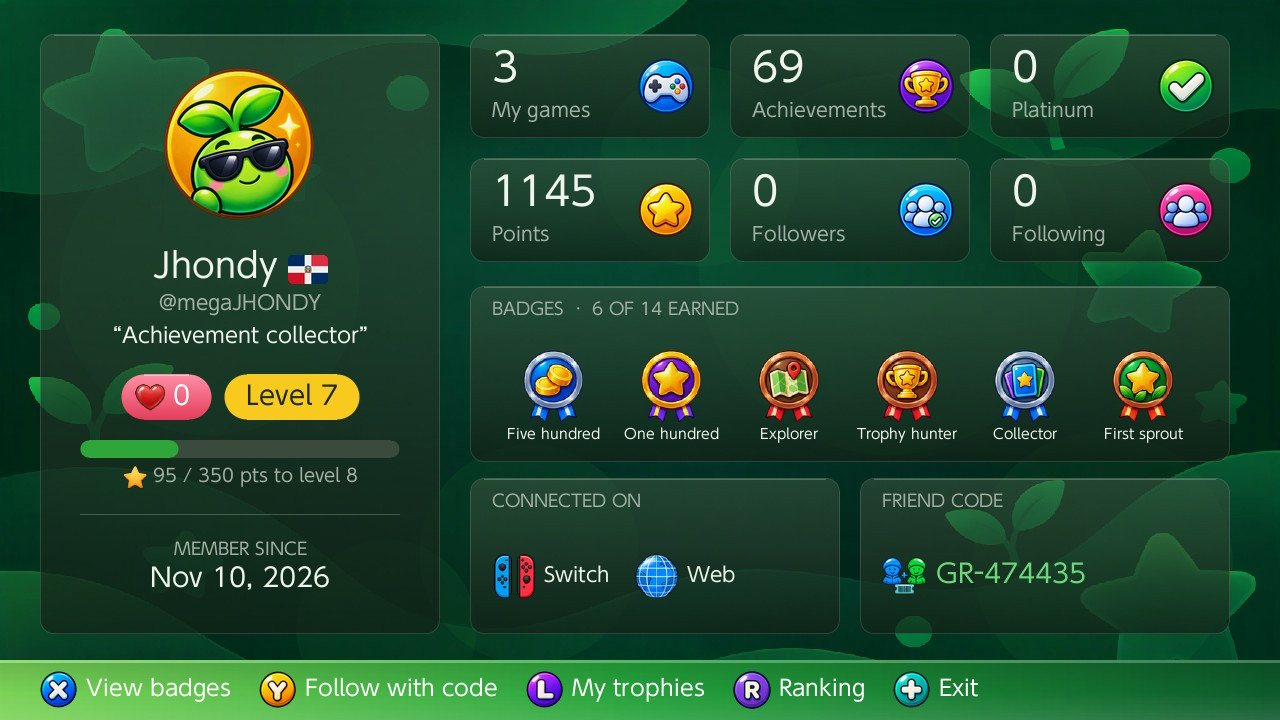 Jhondy
@megaJHONDY
“Achievement collector”
0
Level 7
95 / 350 pts to level 8
MEMBER SINCE
Nov 10, 2026
3
My games
69
Achievements
0
Platinum
1145
Points
0
Followers
0
Following
BADGES · 6 OF 14 EARNED
Five hundred
One hundred
Explorer
Trophy hunter
Collector
First sprout
CONNECTED ON
Switch
Web
FRIEND CODE
GR-474435
X View badges
Y Follow with code
L My trophies
R Ranking
+ Exit